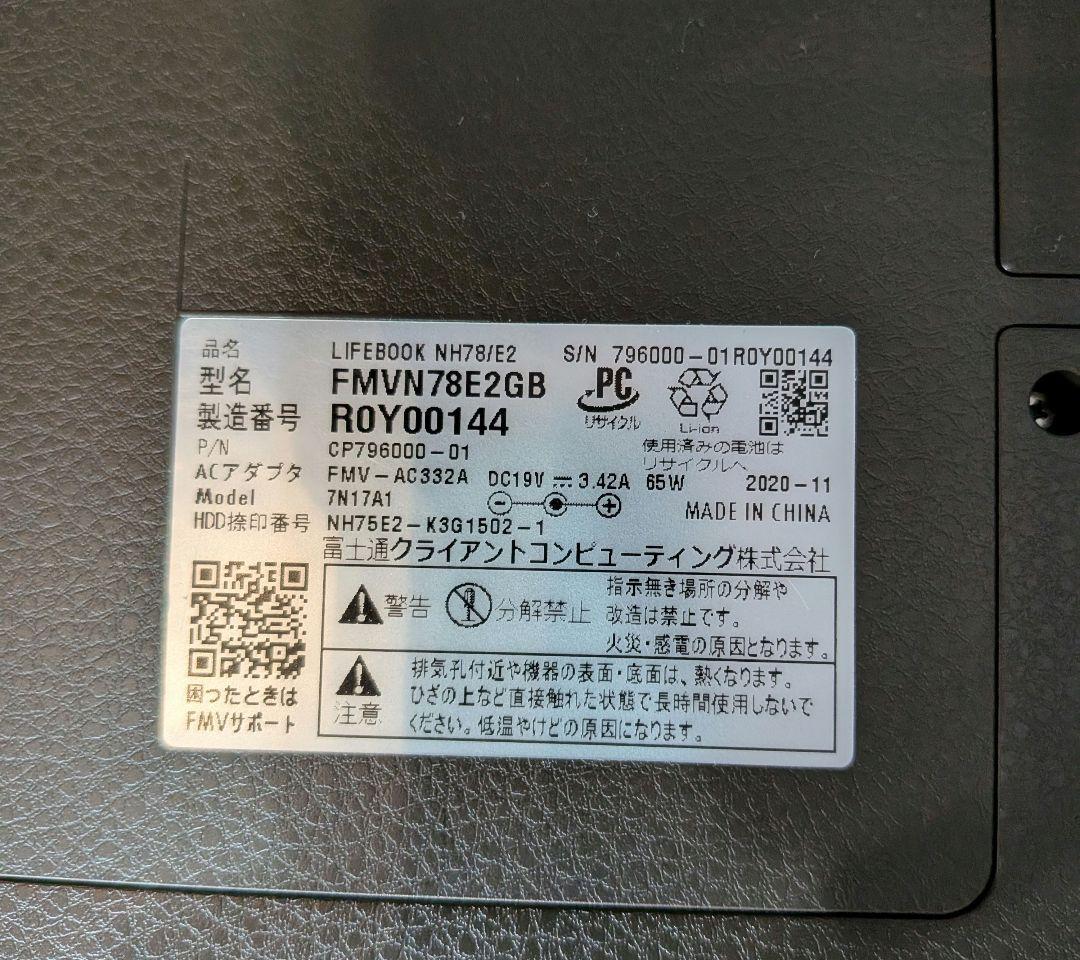 品名 LIFEBOOK NH78/E2 S/N 796000-01R0Y00144
型名 FMVN78E2GB
製造番号 R0Y00144
PC
リサイクル
Li-ion
使用済みの電池は
リサイクルへ
P/N CP796000-01
ACアダプタ FMV-AC332A DC19V ⎓ 3.42A 65W 2020-11
Model 7N17A1
MADE IN CHINA
HDD捺印番号 NH75E2-K3G1502-1
富士通クライアントコンピューティング株式会社
警告 分解禁止
指示無き場所の分解や
改造は禁止です。
火災・感電の原因となります。
注意
排気孔付近や機器の表面・底面は、熱くなります。
ひざの上など直接触れた状態で長時間使用しないで
ください。低温やけどの原因になります。
困ったときは
FMVサポート